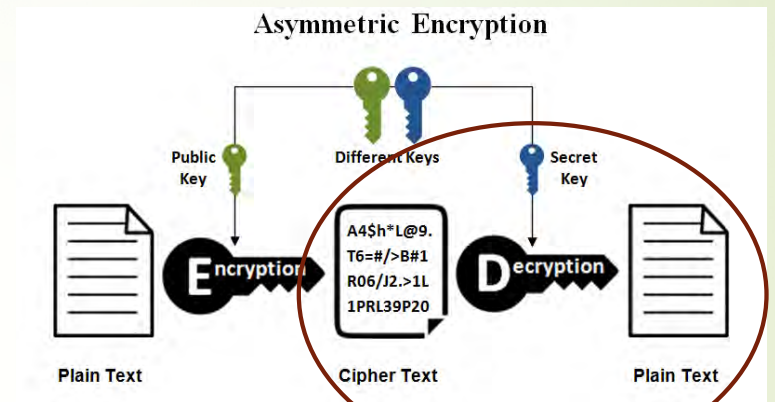 Asymmetric Encryption
Public
Key
Different Keys
Secret
Key
Encryption
A4$h*L@9.
T6=#/>B#1
R06/J2.>1L
1PRL39P20
Decryption
Plain Text
Cipher Text
Plain Text